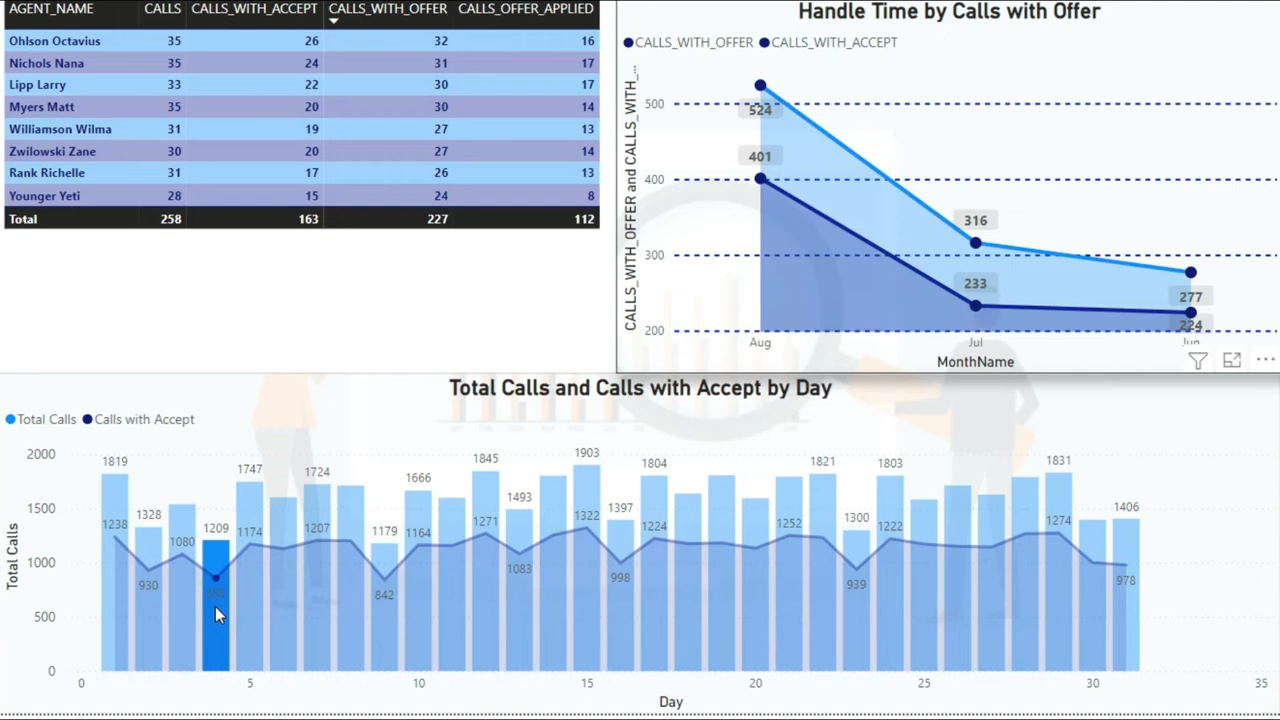 AGENT_NAME CALLS CALLS_WITH_ACCEPT CALLS_WITH_OFFER CALLS_OFFER_APPLIED
Ohlson Octavius 35 26 32 16
Nichols Nana 35 24 31 17
Lipp Larry 33 22 30 17
Myers Matt 35 20 30 14
Williamson Wilma 31 19 27 13
Zwilowski Zane 30 20 27 14
Rank Richelle 31 17 26 13
Younger Yeti 28 15 24 8
Total 258 163 227 112
Handle Time by Calls with Offer
CALLS_WITH_OFFER CALLS_WITH_ACCEPT
CALLS_WITH_OFFER and CALLS_WITH_...
500
400
300
200
524
401
316
233
277
224
Aug Jul Jun
MonthName
Total Calls and Calls with Accept by Day
Total Calls Calls with Accept
Total Calls
2000
1500
1000
500
0
1819 1328 1209 1747 1724 1179 1666 1845 1493 1903 1397 1804 1821 1300 1803 1831 1406
1238 930 1080 1174 1207 842 1164 1271 1083 1322 998 1224 1252 939 1222 1274 978
0 5 10 15 20 25 30 35
Day